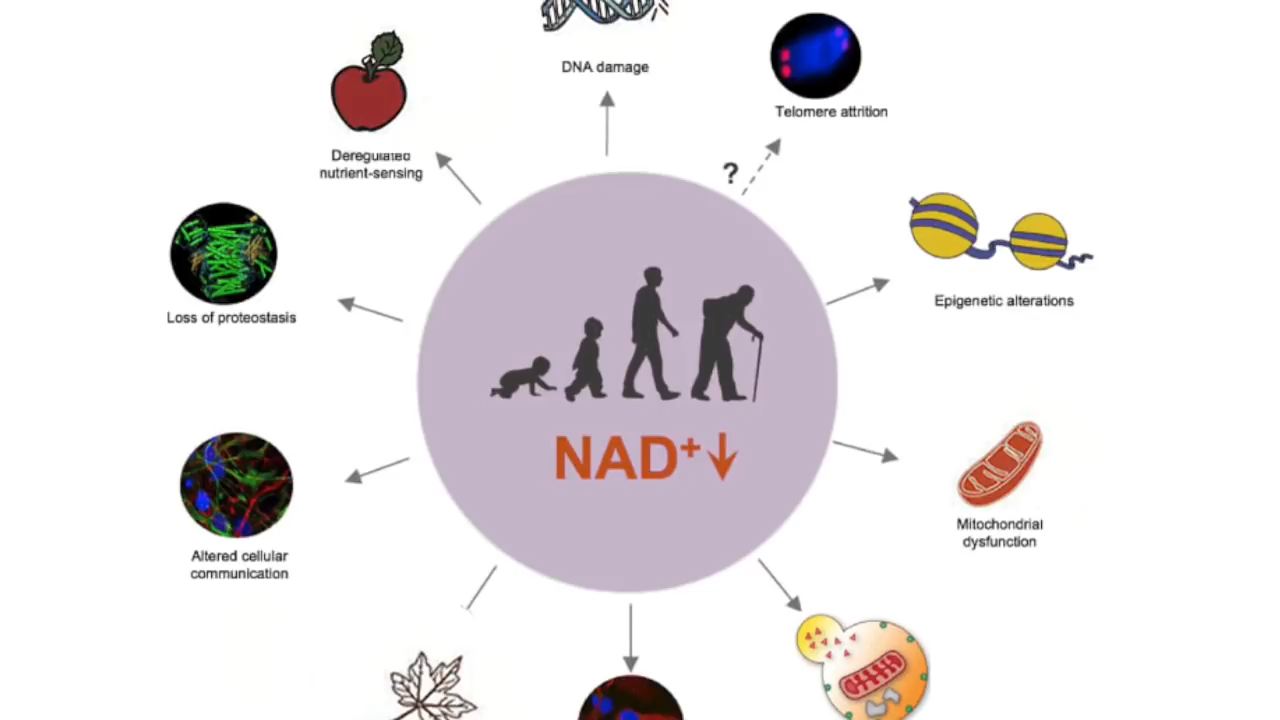 DNA damage
Telomere attrition
Deregulated
nutrient-sensing
?
Epigenetic alterations
Loss of proteostasis
NAD+↓
Mitochondrial
dysfunction
Altered cellular
communication